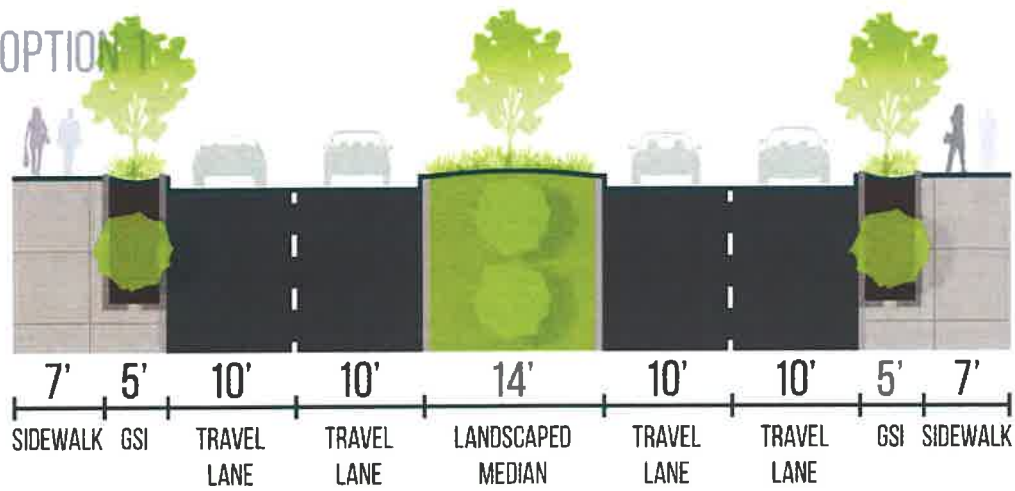 OPTION 1
7' 5' 10' 10' 14' 10' 10' 5' 7'
SIDEWALK GSI TRAVEL LANE TRAVEL LANE LANDSCAPED MEDIAN TRAVEL LANE TRAVEL LANE GSI SIDEWALK